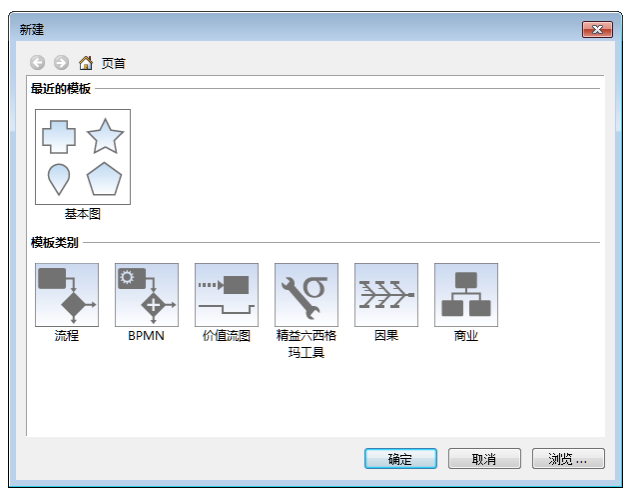 新建
页首
最近的模板
基本图
模板类别
流程
BPMN
价值流图
精益六西格
玛工具
因果
商业
确定
取消
浏览 ...